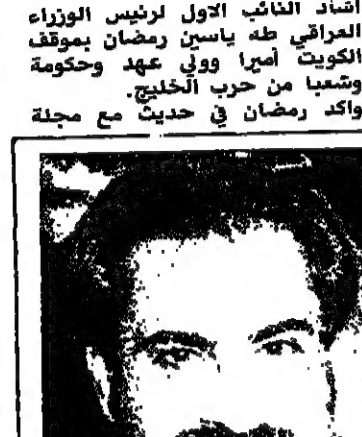 اشاد النائب الاول لرئيس الوزراء
العراقي طه ياسين رمضان بموقف
الكويت أميرا وولي عهد وحكومة
وشعبا من حرب الخليج.
واكد رمضان في حديث مع مجلة